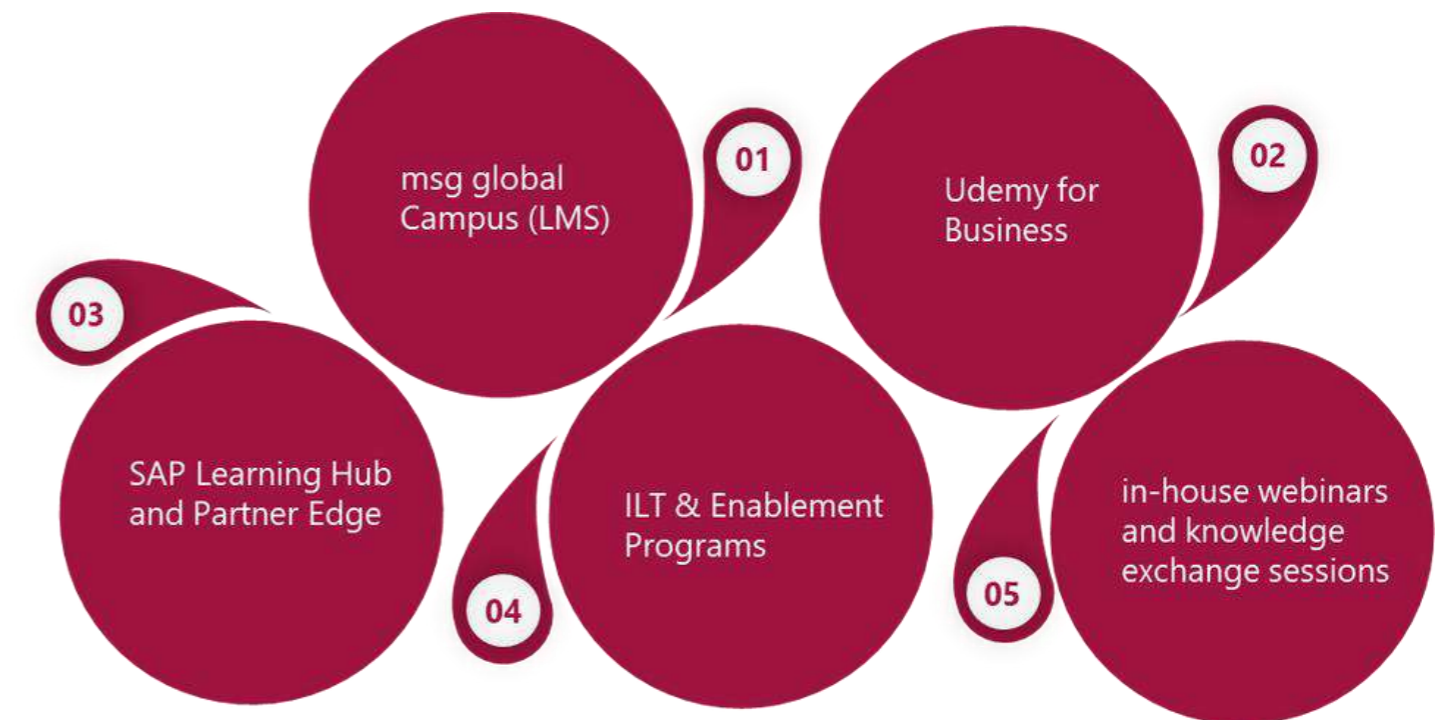 01
msg global
Campus (LMS)
02
Udemy for
Business
03
SAP Learning Hub
and Partner Edge
04
ILT & Enablement
Programs
05
in-house webinars
and knowledge
exchange sessions